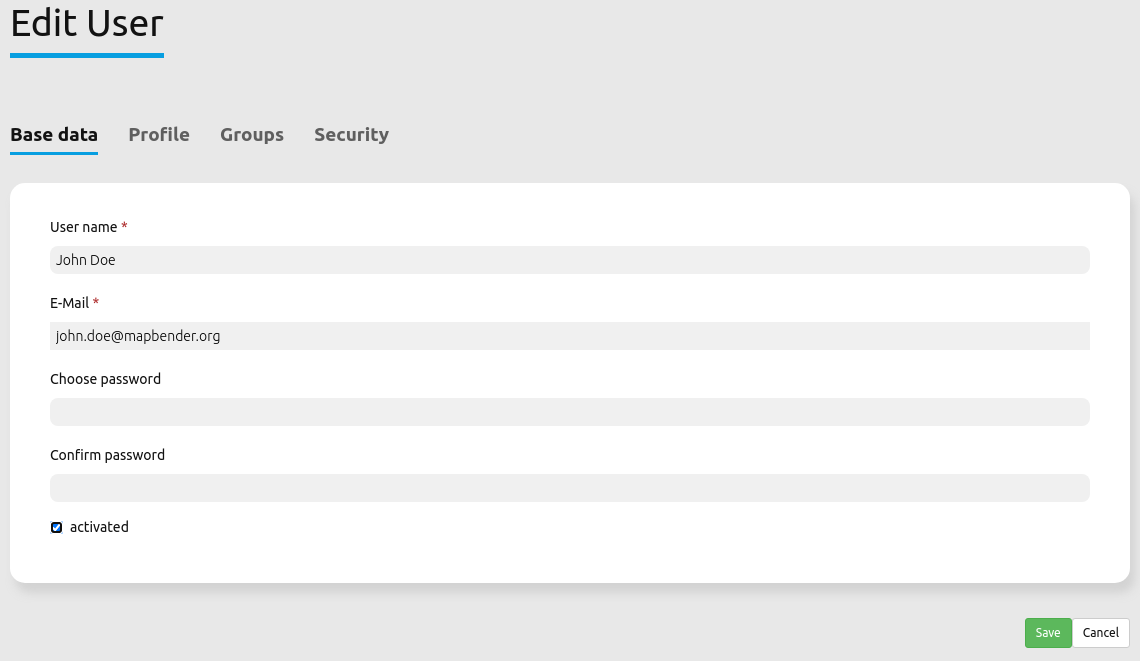 Edit User
Base data Profile Groups Security
User name *
John Doe
E-Mail *
john.doe@mapbender.org
Choose password
Confirm password
activated
Save Cancel